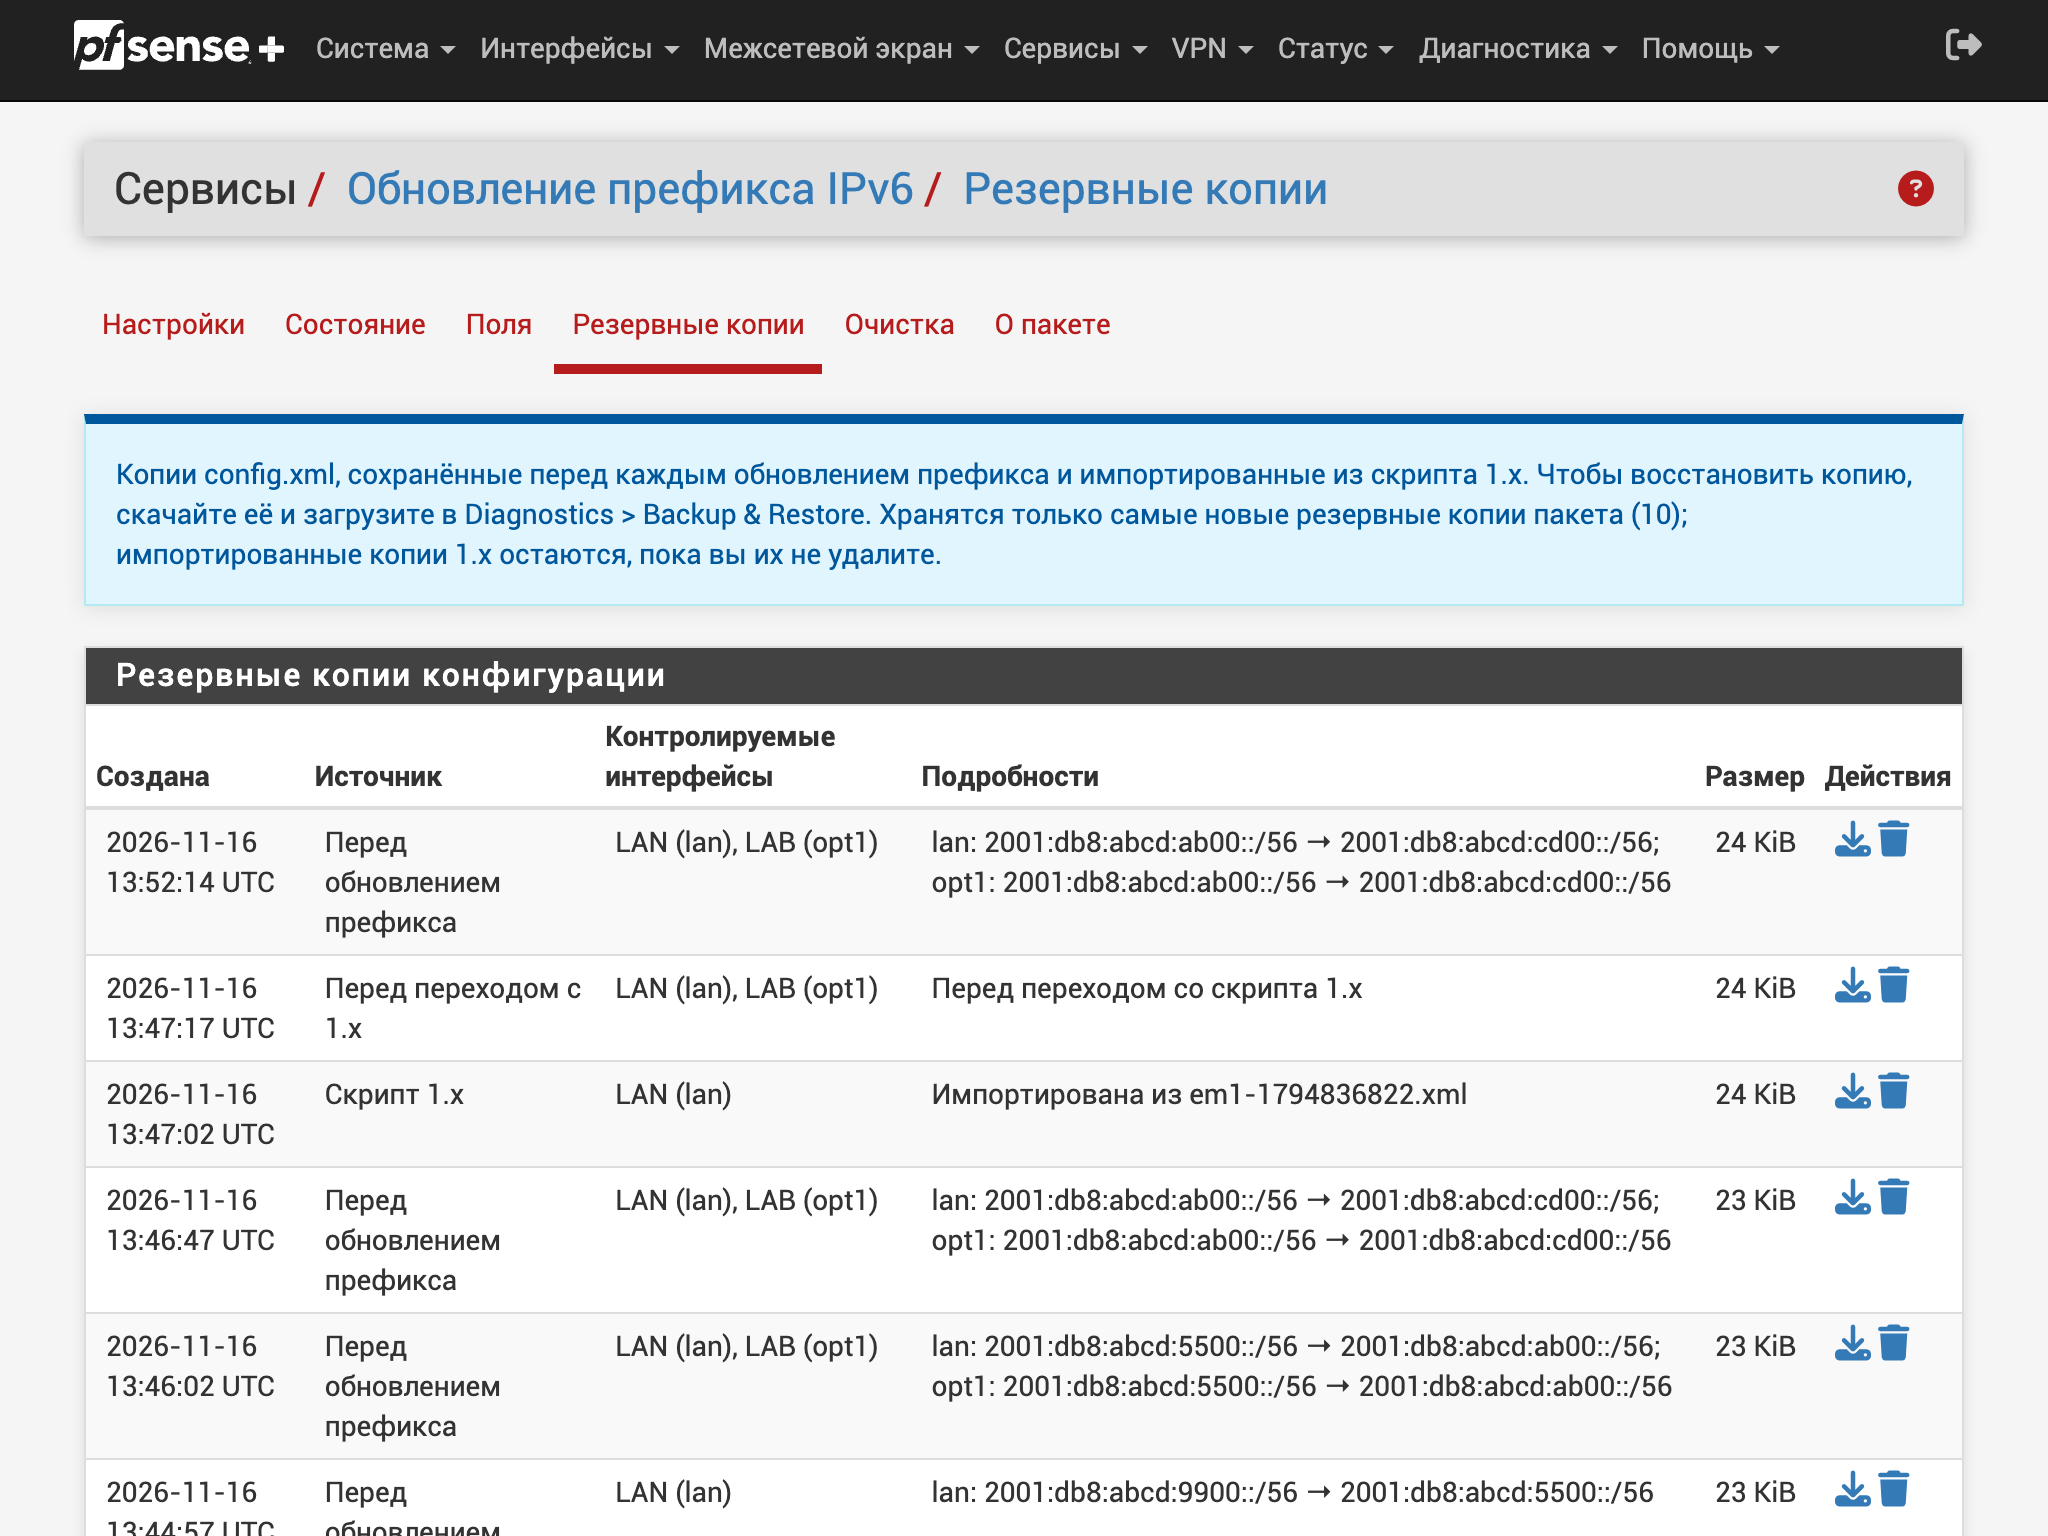 pfsense+ Система Интерфейсы Межсетевой экран Сервисы VPN Статус Диагностика Помощь
Сервисы / Обновление префикса IPv6 / Резервные копии ?
Настройки Состояние Поля Резервные копии Очистка О пакете
Копии config.xml, сохранённые перед каждым обновлением префикса и импортированные из скрипта 1.x. Чтобы восстановить копию,
скачайте её и загрузите в Diagnostics > Backup & Restore. Хранятся только самые новые резервные копии пакета (10);
импортированные копии 1.x остаются, пока вы их не удалите.
Резервные копии конфигурации
Контролируемые
Создана Источник интерфейсы Подробности Размер Действия
2026-11-16 Перед LAN (lan), LAB (opt1) lan: 2001:db8:abcd:ab00::/56 → 2001:db8:abcd:cd00::/56; 24 KiB
13:52:14 UTC обновлением opt1: 2001:db8:abcd:ab00::/56 → 2001:db8:abcd:cd00::/56
префикса
2026-11-16 Перед переходом с LAN (lan), LAB (opt1) Перед переходом со скрипта 1.x 24 KiB
13:47:17 UTC 1.x
2026-11-16 Скрипт 1.x LAN (lan) Импортирована из em1-1794836822.xml 24 KiB
13:47:02 UTC
2026-11-16 Перед LAN (lan), LAB (opt1) lan: 2001:db8:abcd:ab00::/56 → 2001:db8:abcd:cd00::/56; 23 KiB
13:46:47 UTC обновлением opt1: 2001:db8:abcd:ab00::/56 → 2001:db8:abcd:cd00::/56
префикса
2026-11-16 Перед LAN (lan), LAB (opt1) lan: 2001:db8:abcd:5500::/56 → 2001:db8:abcd:ab00::/56; 23 KiB
13:46:02 UTC обновлением opt1: 2001:db8:abcd:5500::/56 → 2001:db8:abcd:ab00::/56
префикса
2026-11-16 Перед LAN (lan) lan: 2001:db8:abcd:9900::/56 → 2001:db8:abcd:5500::/56 23 KiB
13:44:57 UTC обновлением